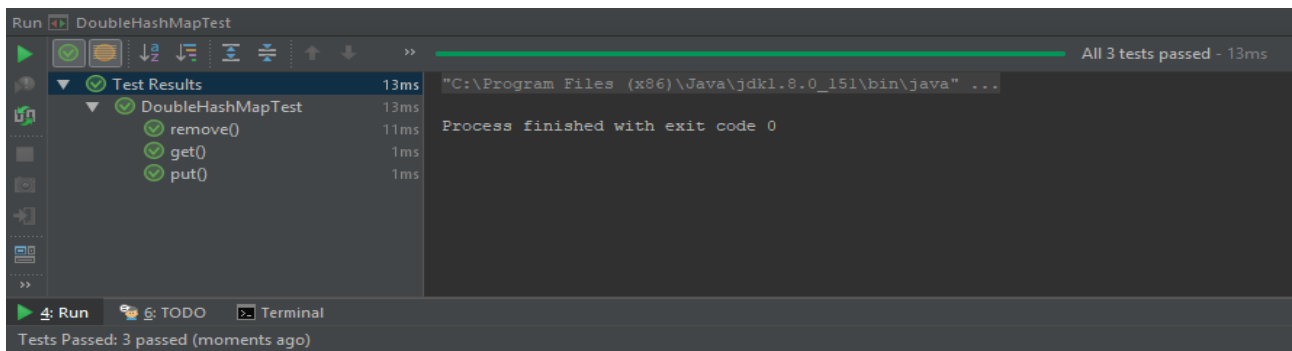 Run DoubleHashMapTest
All 3 tests passed - 13ms
Test Results 13ms
DoubleHashMapTest 13ms
remove() 11ms
get() 1ms
put() 1ms
"C:\Program Files (x86)\Java\jdk1.8.0_151\bin\java" ...
Process finished with exit code 0
4: Run 6: TODO Terminal
Tests Passed: 3 passed (moments ago)